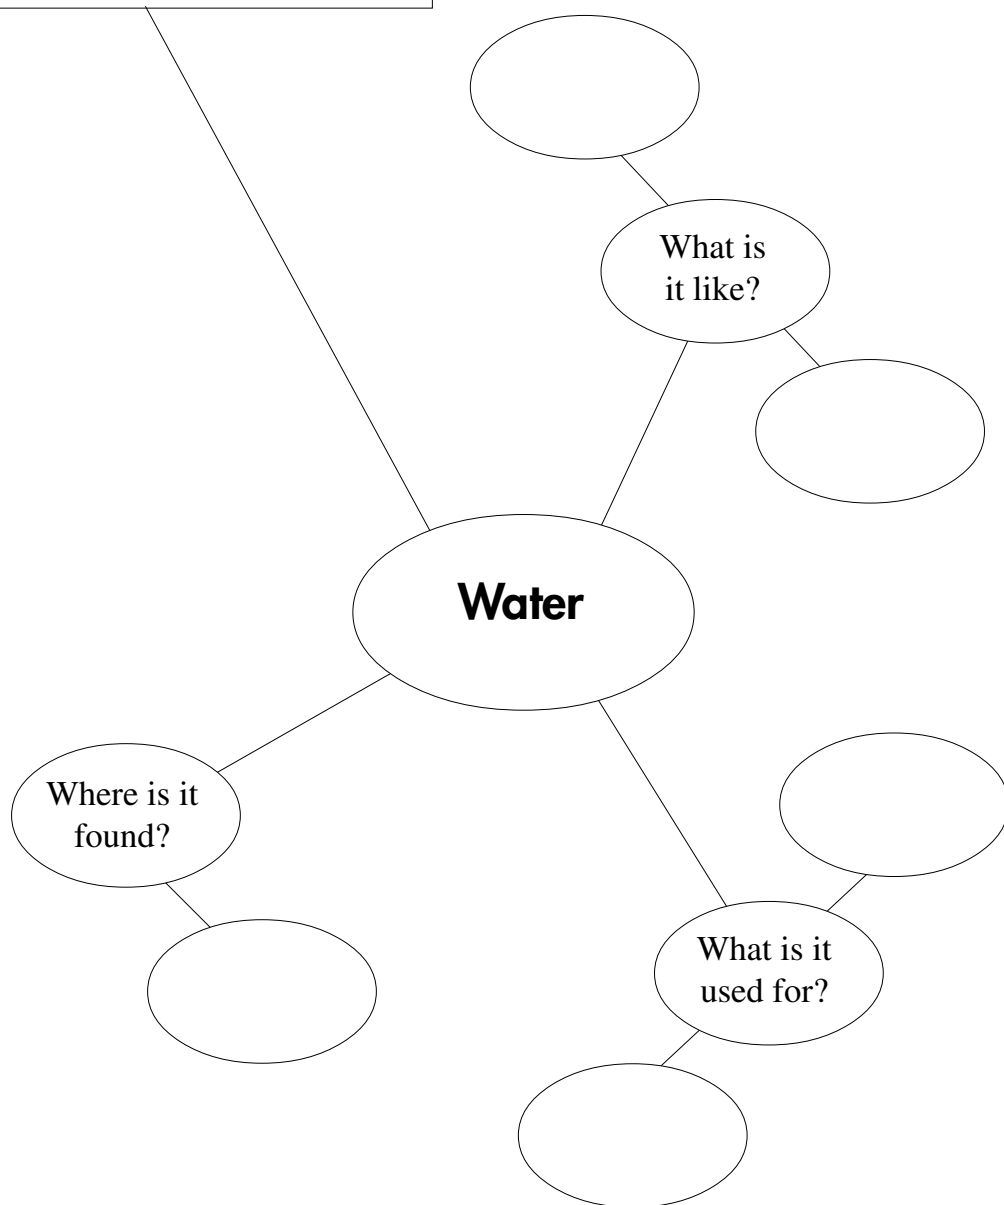 What is
it like?
Water
Where is it
found?
What is it
used for?